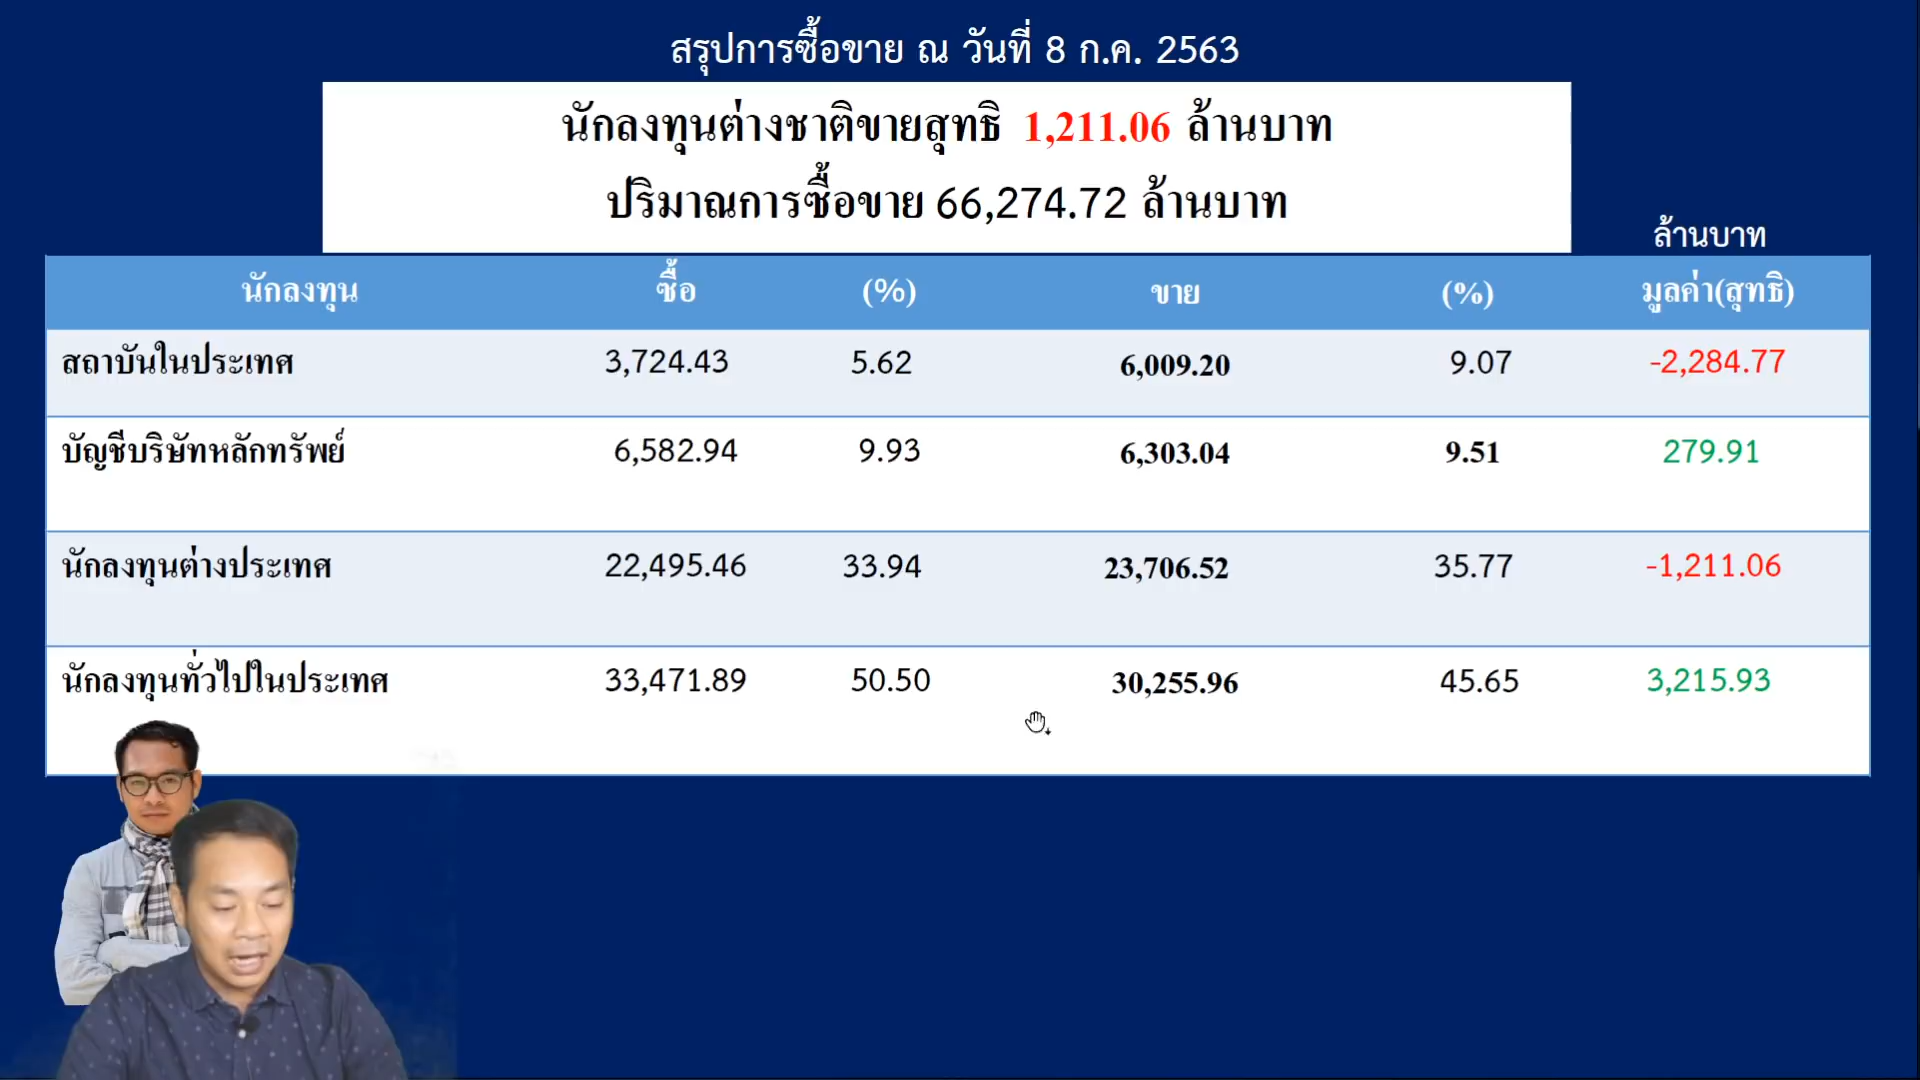 สรุปการซื้อขาย ณ วันที่ 8 ก.ค. 2563
นักลงทุนต่างชาติขายสุทธิ 1,211.06 ล้านบาท
ปริมาณการซื้อขาย 66,274.72 ล้านบาท
ล้านบาท
นักลงทุน ซื้อ (%) ขาย (%) มูลค่า(สุทธิ)
สถาบันในประเทศ 3,724.43 5.62 6,009.20 9.07 -2,284.77
บัญชีบริษัทหลักทรัพย์ 6,582.94 9.93 6,303.04 9.51 279.91
นักลงทุนต่างประเทศ 22,495.46 33.94 23,706.52 35.77 -1,211.06
นักลงทุนทั่วไปในประเทศ 33,471.89 50.50 30,255.96 45.65 3,215.93